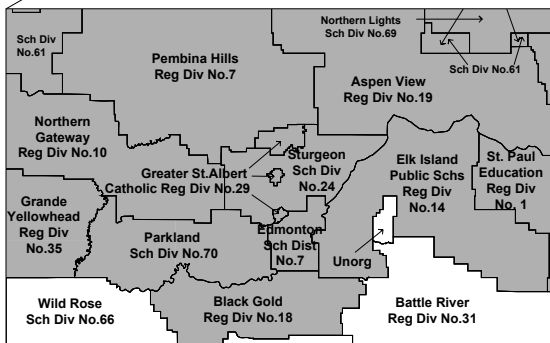 Northern Lights
Sch Div No.69
Sch Div
No.61
Pembina Hills
Reg Div No.7
Sch Div No.61
Aspen View
Reg Div No.19
Northern
Gateway
Reg Div No.10
Greater St.Albert
Catholic Reg Div No.29
Sturgeon
Sch Div
No.24
Elk Island
Public Schs
Reg Div
No.14
St. Paul
Education
Reg Div
No. 1
Grande
Yellowhead
Reg Div
No.35
Parkland
Sch Div No.70
Edmonton
Sch Dist
No.7
Unorg
Wild Rose
Sch Div No.66
Black Gold
Reg Div No.18
Battle River
Reg Div No.31